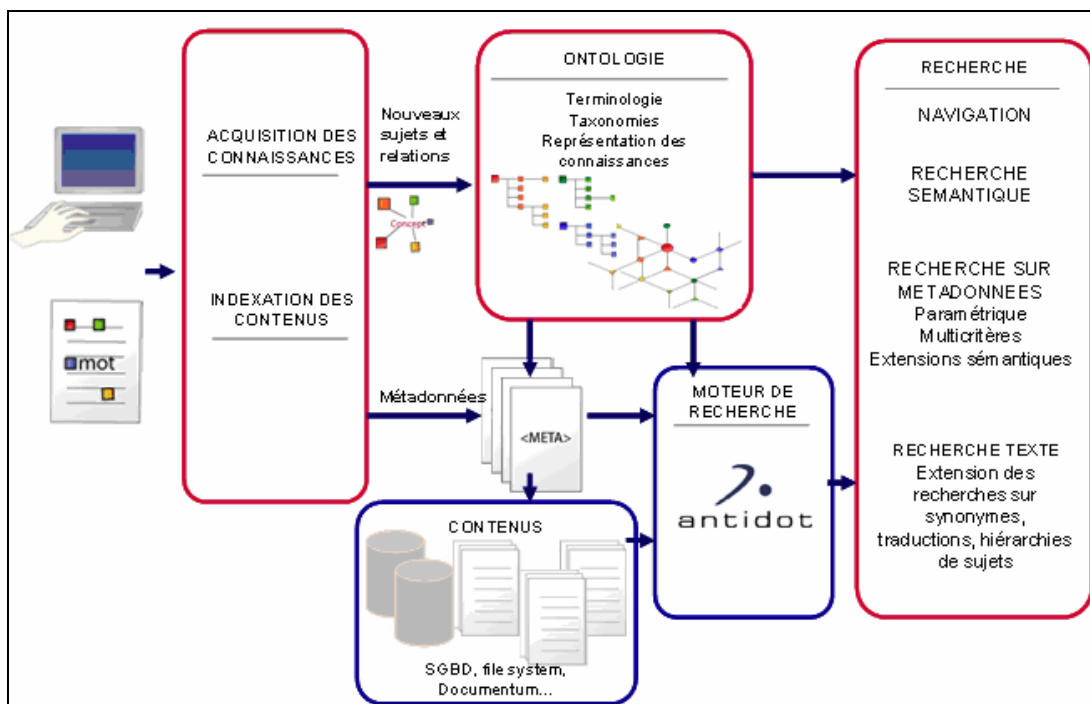 ACQUISITION DES
CONNAISSANCES
INDEXATION DES
CONTENUS
mot
Nouveaux
sujets et
relations
Concept
Métadonnées
ONTOLOGIE
Terminologie
Taxonomies
Représentation des
connaissances
<META>
CONTENUS
SGBD, file system,
Documentum...
MOTEUR DE
RECHERCHE
antidot
RECHERCHE
NAVIGATION
RECHERCHE
SEMANTIQUE
RECHERCHE SUR
METADONNEES
Paramétrique
Multicritères
Extensions sémantiques
RECHERCHE TEXTE
Extension des
recherches sur
synonymes,
traductions, hiérarchies
de sujets